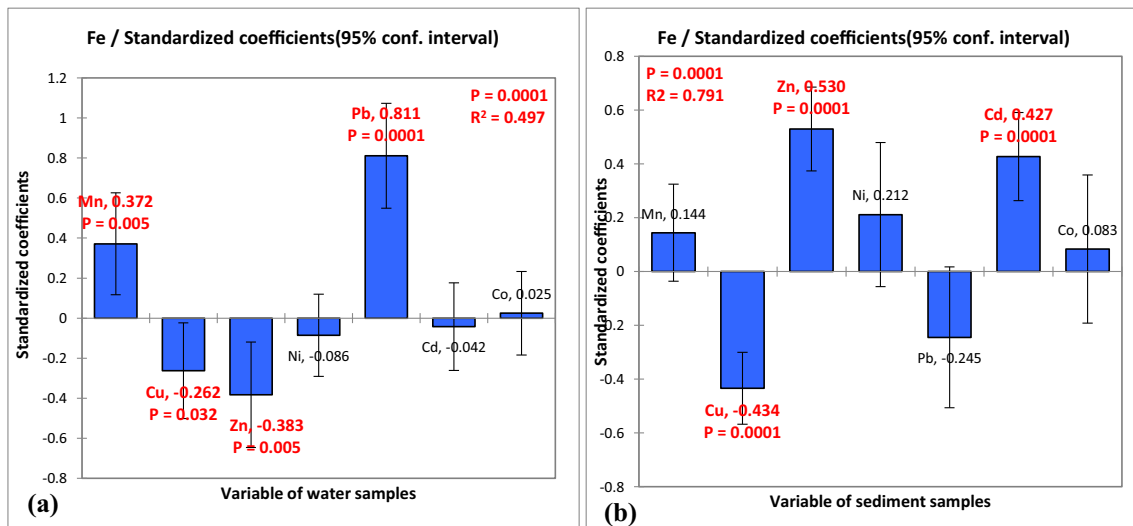 Fe / Standardized coefficients(95% conf. interval)
P = 0.0001
R² = 0.497
1.2
1
0.8
0.6
0.4
0.2
0
-0.2
-0.4
-0.6
-0.8
Standardized coefficients
Mn, 0.372
P = 0.005
Cu, -0.262
P = 0.032
Zn, -0.383
P = 0.005
Ni, -0.086
Pb, 0.811
P = 0.0001
Cd, -0.042
Co, 0.025
Variable of water samples
(a)
Fe / Standardized coefficients(95% conf. interval)
P = 0.0001
R2 = 0.791
0.8
0.6
0.4
0.2
0
-0.2
-0.4
-0.6
0.8
Standardized coefficients
Mn, 0.144
Cu, -0.434
P = 0.0001
Zn, 0.530
P = 0.0001
Ni, 0.212
Pb, -0.245
Cd, 0.427
P = 0.0001
Co, 0.083
Variable of sediment samples
(b)